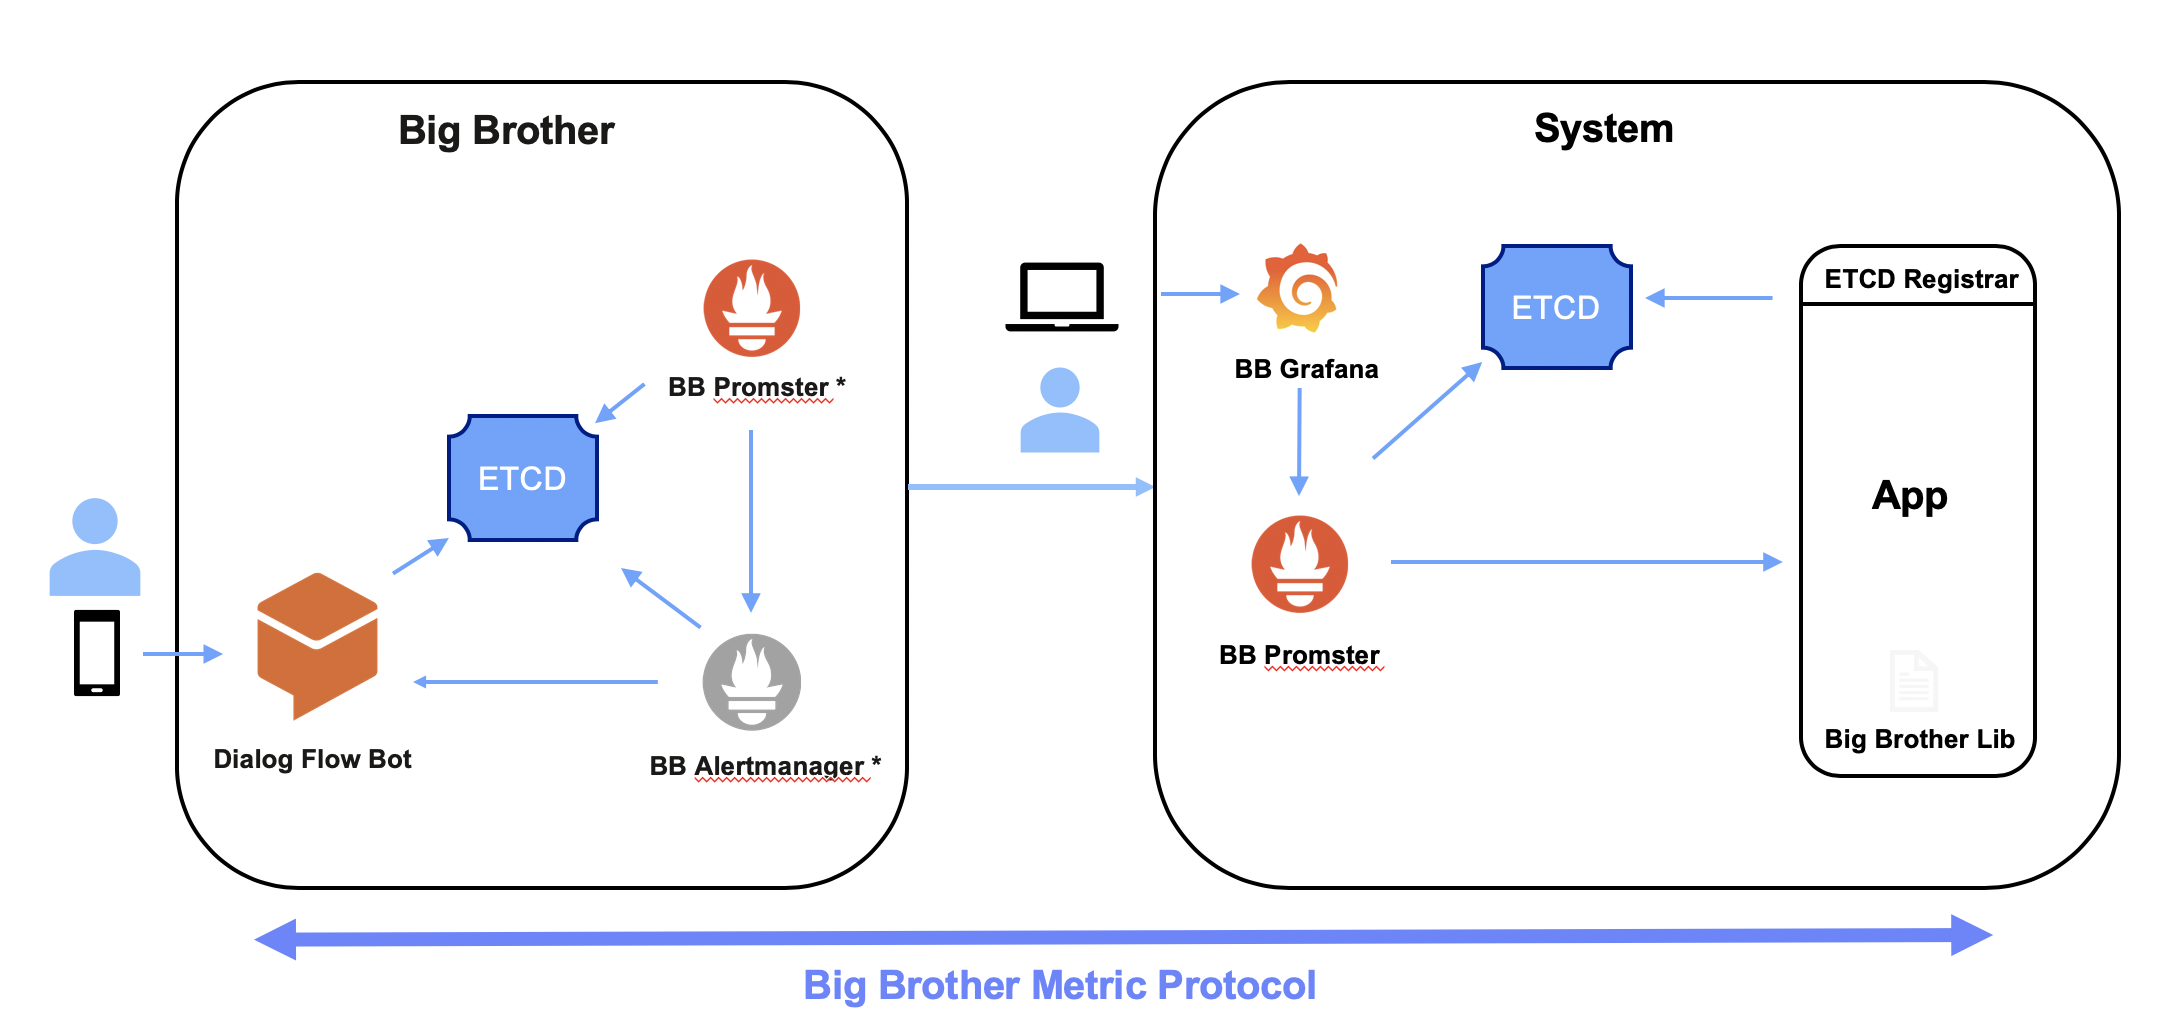 Big Brother
System
ETCD Registrar
ETCD
BB Grafana
BB Promster *
ETCD
App
BB Promster
Big Brother Lib
Dialog Flow Bot
BB Alertmanager *
Big Brother Metric Protocol